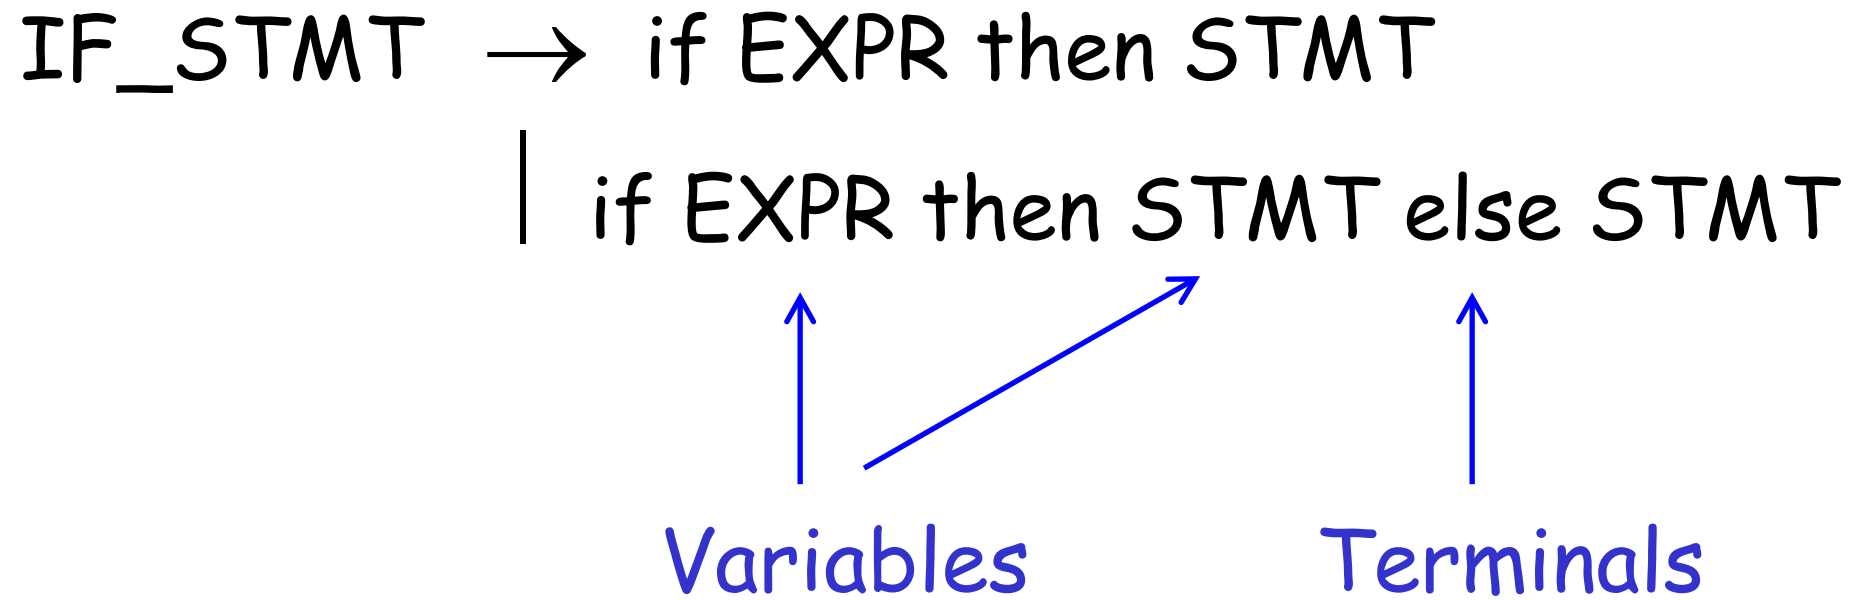 IF_STMT → if EXPR then STMT
| if EXPR then STMT else STMT
Variables Terminals